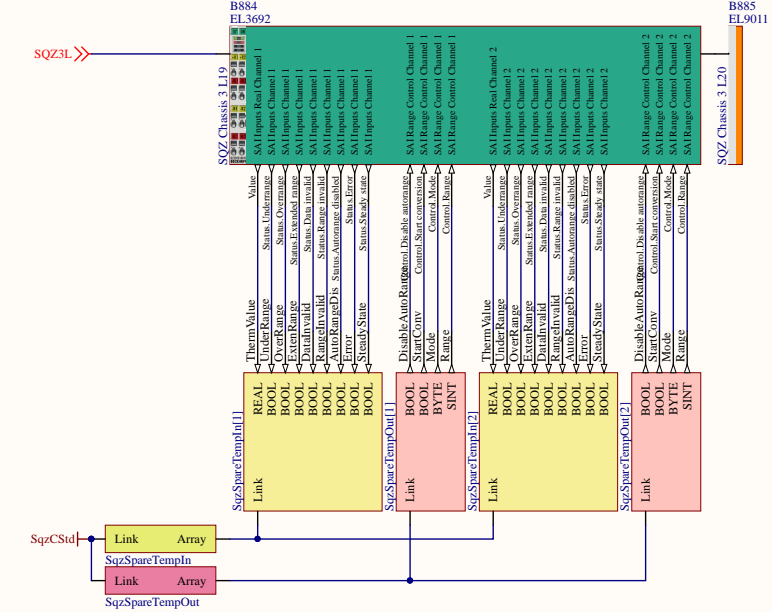 B884
EL3692
B885
EL9011
SQZ3L
SQZ Chassis 3 L19
SQZ Chassis 3 L20
SAI Inputs Real Channel 1
SAI Inputs Channel 1
SAI Inputs Channel 1
SAI Inputs Channel 1
SAI Inputs Channel 1
SAI Inputs Channel 1
SAI Inputs Channel 1
SAI Inputs Channel 1
SAI Inputs Channel 1
SAI Range Control Channel 1
SAI Range Control Channel 1
SAI Range Control Channel 1
SAI Range Control Channel 1
SAI Inputs Real Channel 2
SAI Inputs Channel 2
SAI Inputs Channel 2
SAI Inputs Channel 2
SAI Inputs Channel 2
SAI Inputs Channel 2
SAI Inputs Channel 2
SAI Inputs Channel 2
SAI Inputs Channel 2
SAI Range Control Channel 2
SAI Range Control Channel 2
SAI Range Control Channel 2
SAI Range Control Channel 2
Value
Status.Underrange
Status.Overrange
Status.Extended range
Status.Data invalid
Status.Range invalid
Status.Autorange disabled
Status.Error
Status.Steady state
Control.Disable autorange
Control.Start conversion
Control.Mode
Control.Range
Value
Status.Underrange
Status.Overrange
Status.Extended range
Status.Data invalid
Status.Range invalid
Status.Autorange disabled
Status.Error
Status.Steady state
Control.Disable autorange
Control.Start conversion
Control.Mode
Control.Range
ThermValue
UnderRange
OverRange
ExtenRange
DataInvalid
RangeInvalid
AutoRangeDis
Error
SteadyState
DisableAutoRange
StartConv
Mode
Range
ThermValue
UnderRange
OverRange
ExtenRange
DataInvalid
RangeInvalid
AutoRangeDis
Error
SteadyState
DisableAutoRange
StartConv
Mode
Range
SqzSpareTempIn[1]
REAL
BOOL
BOOL
BOOL
BOOL
BOOL
BOOL
BOOL
BOOL
Link
SqzSpareTempOut[1]
BOOL
BOOL
BYTE
SINT
Link
SqzSpareTempIn[2]
REAL
BOOL
BOOL
BOOL
BOOL
BOOL
BOOL
BOOL
BOOL
Link
SqzSpareTempOut[2]
BOOL
BOOL
BYTE
SINT
Link
SqzCStd
Link Array
SqzSpareTempIn
Link Array
SqzSpareTempOut